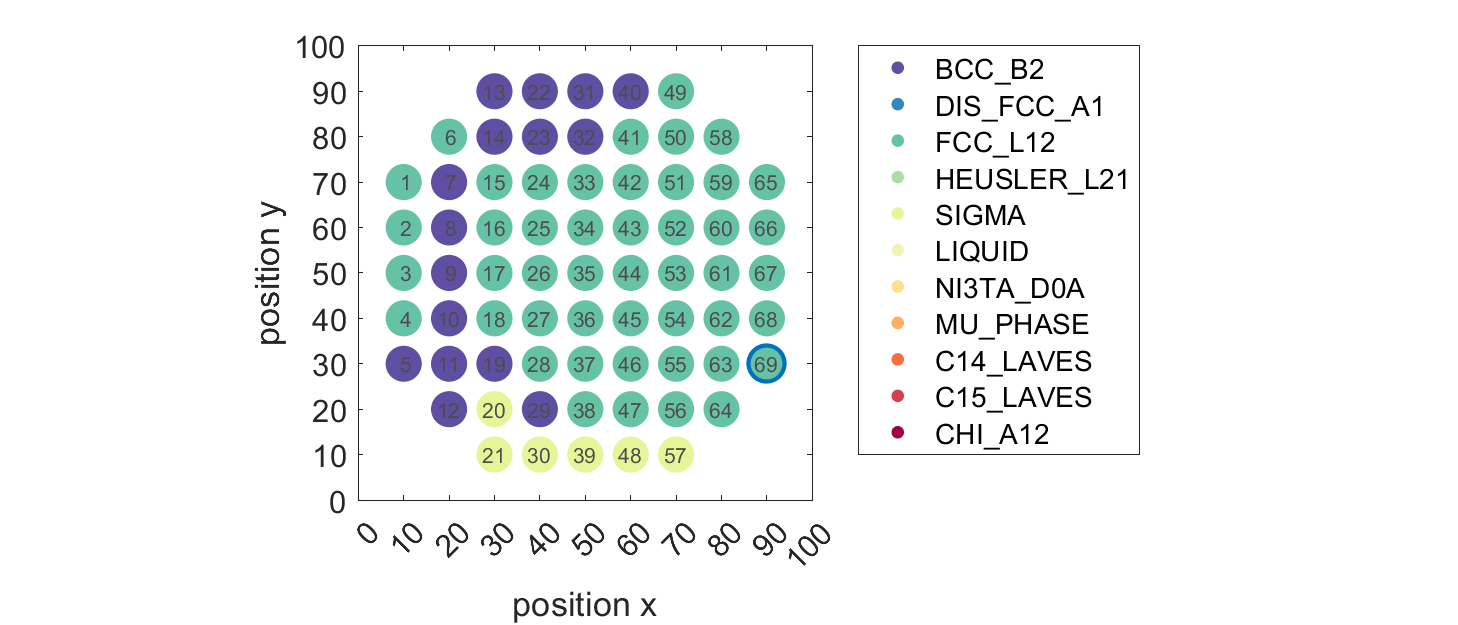 100
90 13 22 31 40 49
80 6 14 23 32 41 50 58
70 1 7 15 24 33 42 51 59 65
60 2 8 16 25 34 43 52 60 66
50 3 9 17 26 35 44 53 61 67
40 4 10 18 27 36 45 54 62 68
30 5 11 19 28 37 46 55 63 69
20 12 20 29 38 47 56 64
10 21 30 39 48 57
0
0 10 20 30 40 50 60 70 80 90 100
position x
position y
BCC_B2
DIS_FCC_A1
FCC_L12
HEUSLER_L21
SIGMA
LIQUID
NI3TA_D0A
MU_PHASE
C14_LAVES
C15_LAVES
CHI_A12